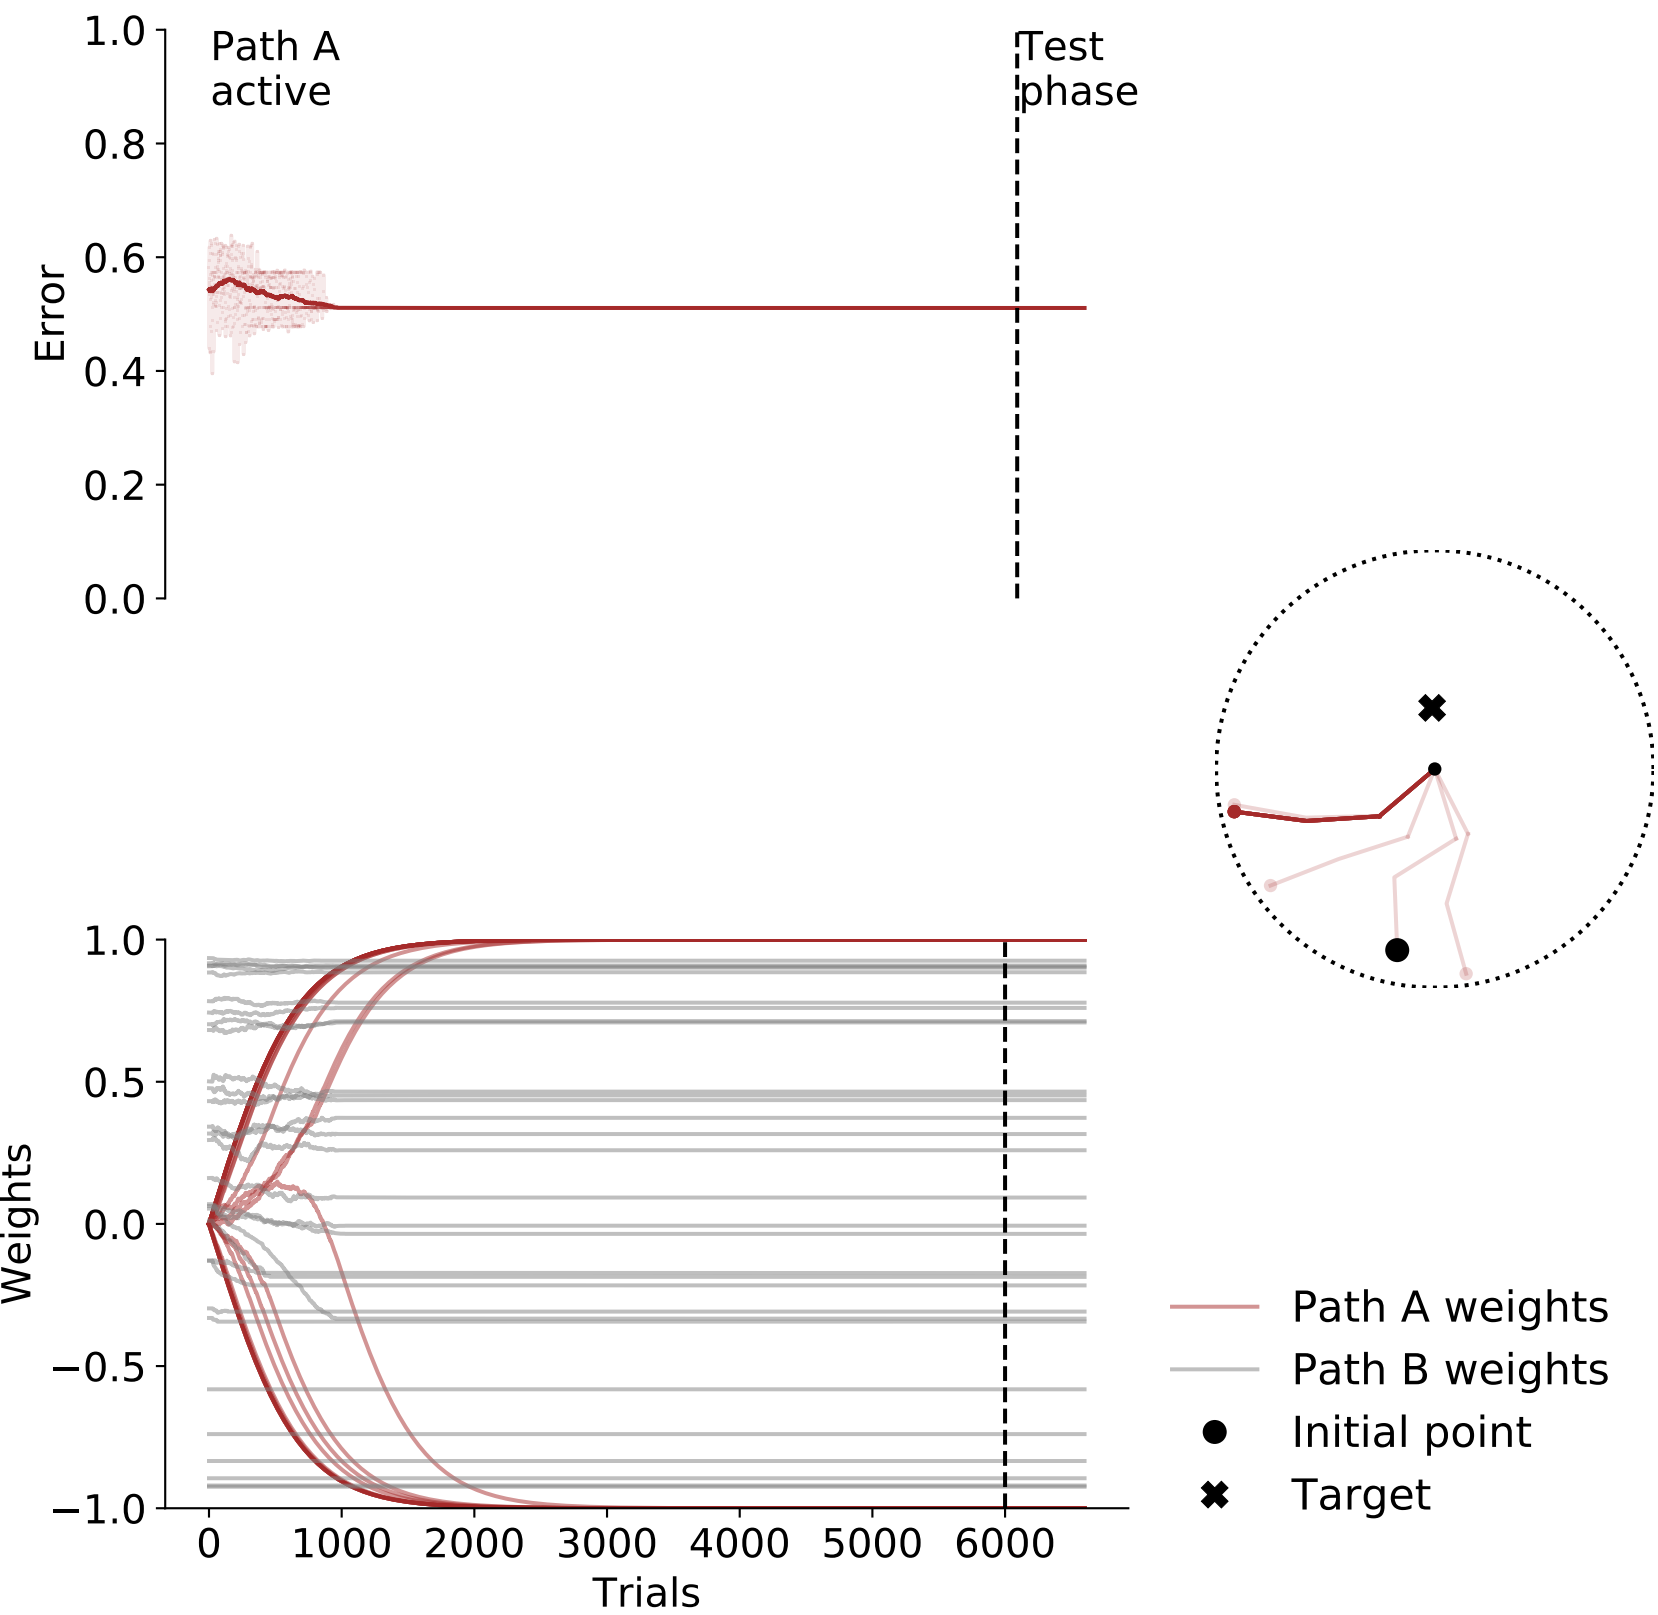 1.0
0.8
0.6
0.4
0.2
0.0
Error
Path A
active
Test
phase
1.0
0.5
0.0
−0.5
−1.0
Weights
0 1000 2000 3000 4000 5000 6000
Trials
Path A weights
Path B weights
Initial point
Target